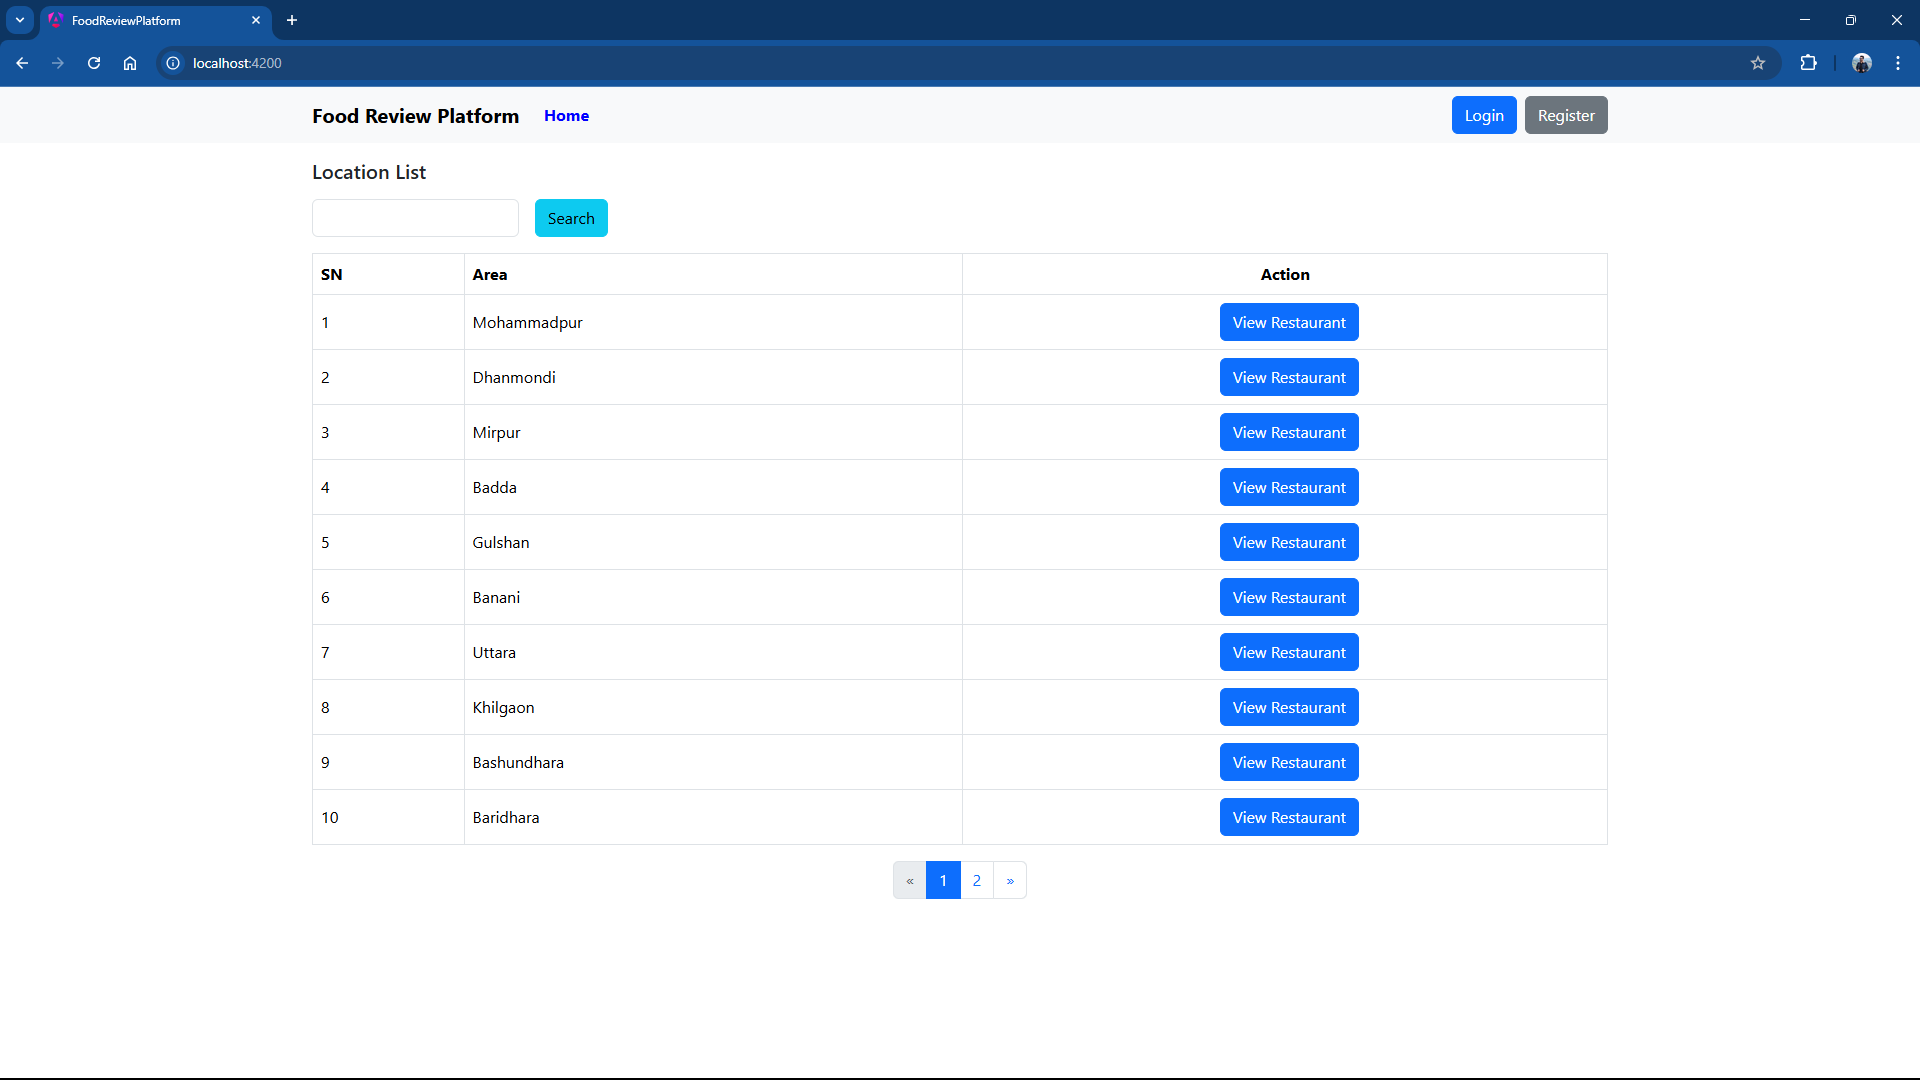 FoodReviewPlatform
localhost:4200
Food Review Platform Home Login Register
Location List
Search
SN Area Action
1 Mohammadpur View Restaurant
2 Dhanmondi View Restaurant
3 Mirpur View Restaurant
4 Badda View Restaurant
5 Gulshan View Restaurant
6 Banani View Restaurant
7 Uttara View Restaurant
8 Khilgaon View Restaurant
9 Bashundhara View Restaurant
10 Baridhara View Restaurant
« 1 2 »